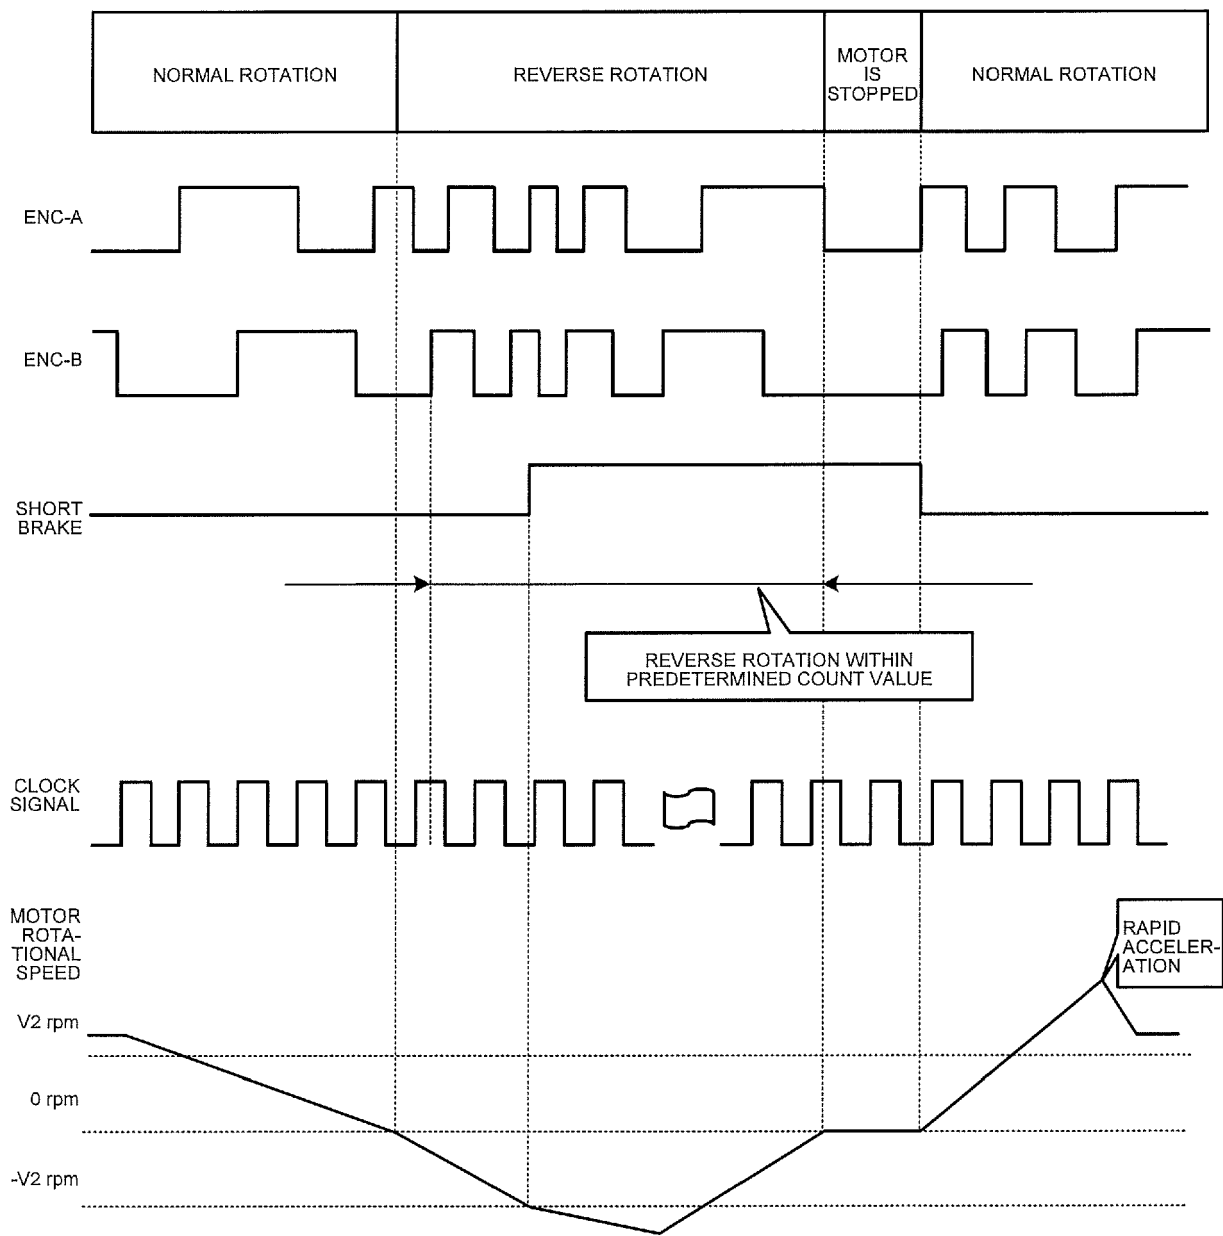 NORMAL ROTATION
REVERSE ROTATION
MOTOR
IS
STOPPED
NORMAL ROTATION
ENC-A
ENC-B
SHORT
BRAKE
REVERSE ROTATION WITHIN
PREDETERMINED COUNT VALUE
CLOCK
SIGNAL
MOTOR
ROTA-
TIONAL
SPEED
RAPID
ACCELER-
ATION
V2 rpm
0 rpm
-V2 rpm